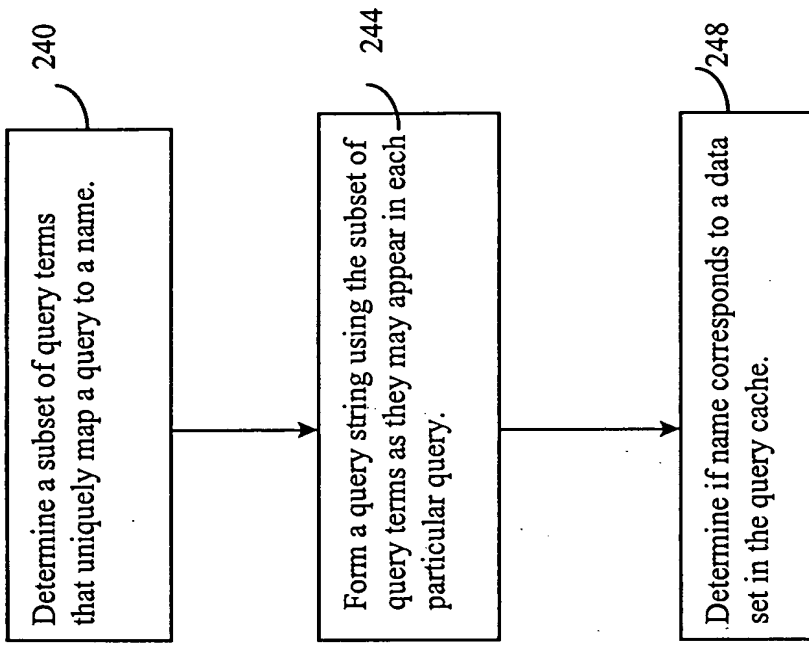 240
Determine a subset of query terms
that uniquely map a query to a name.
244
Form a query string using the subset of
query terms as they may appear in each
particular query.
248
Determine if name corresponds to a data
set in the query cache.